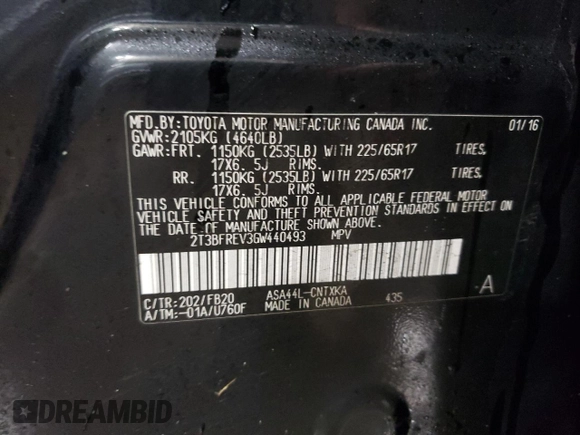 MFD.BY:TOYOTA MOTOR MANUFACTURING CANADA INC. 01/16
GVWR:2105KG (4640LB)
GAWR:FRT. 1150KG (2535LB) WITH 225/65R17 TIRES.
17X6. 5J RIMS.
RR. 1150KG (2535LB) WITH 225/65R17 TIRES.
17X6. 5J RIMS.
THIS VEHICLE CONFORMS TO ALL APPLICABLE FEDERAL MOTOR
VEHICLE SAFETY AND THEFT PREVENTION STANDARDS IN EFFECT ON
THE DATE OF MANUFACTURE SHOWN ABOVE.
2T3BFREV3GW440493 MPV
C/TR:202/FB20 ASA44L-CNTXKA 435 -A
A/TM:-01A/U760F MADE IN CANADA
DREAMBID